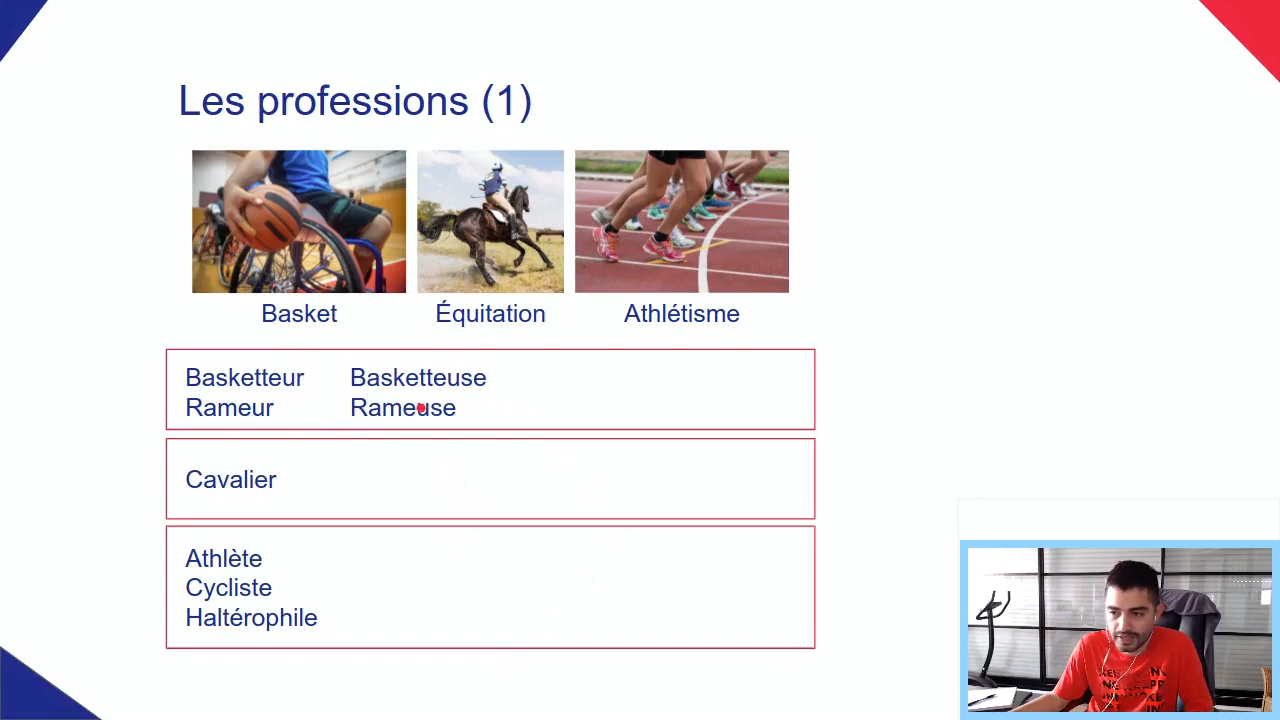 Les professions (1)
Basket
Équitation
Athlétisme
Basketteur Basketteuse
Rameur Rameuse
Cavalier
Athlète
Cycliste
Haltérophile